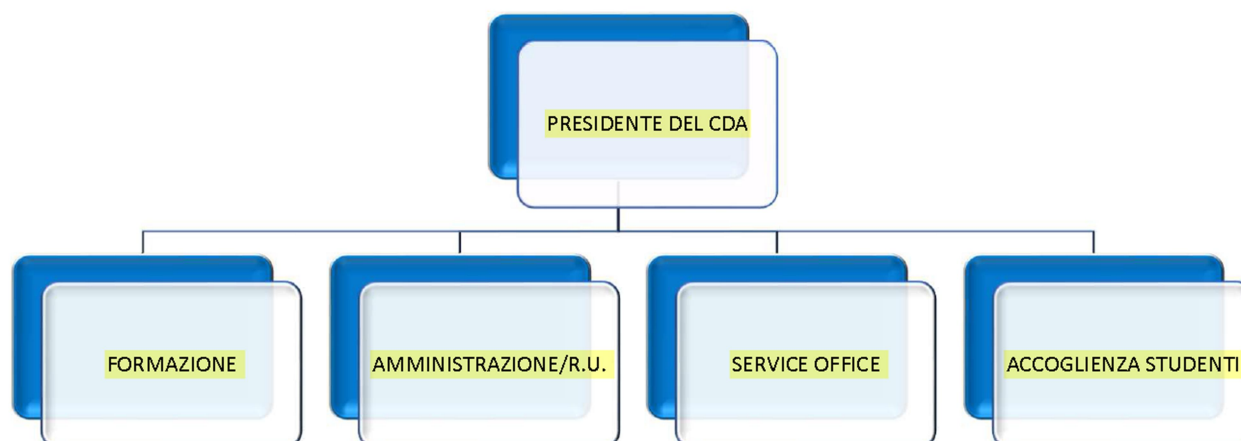 PRESIDENTE DEL CDA
FORMAZIONE
AMMINISTRAZIONE/R.U.
SERVICE OFFICE
ACCOGLIENZA STUDENTI